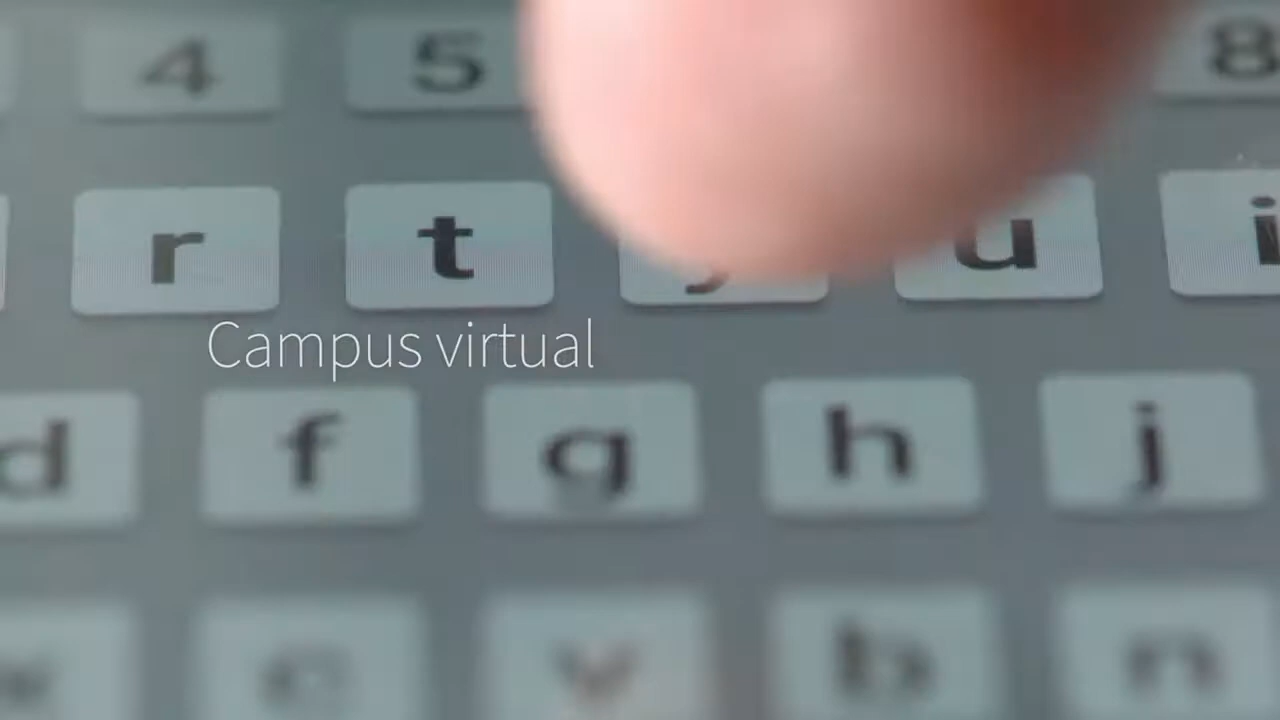 4 5 8
r t y u i
Campus virtual
d f g h j
c v b n